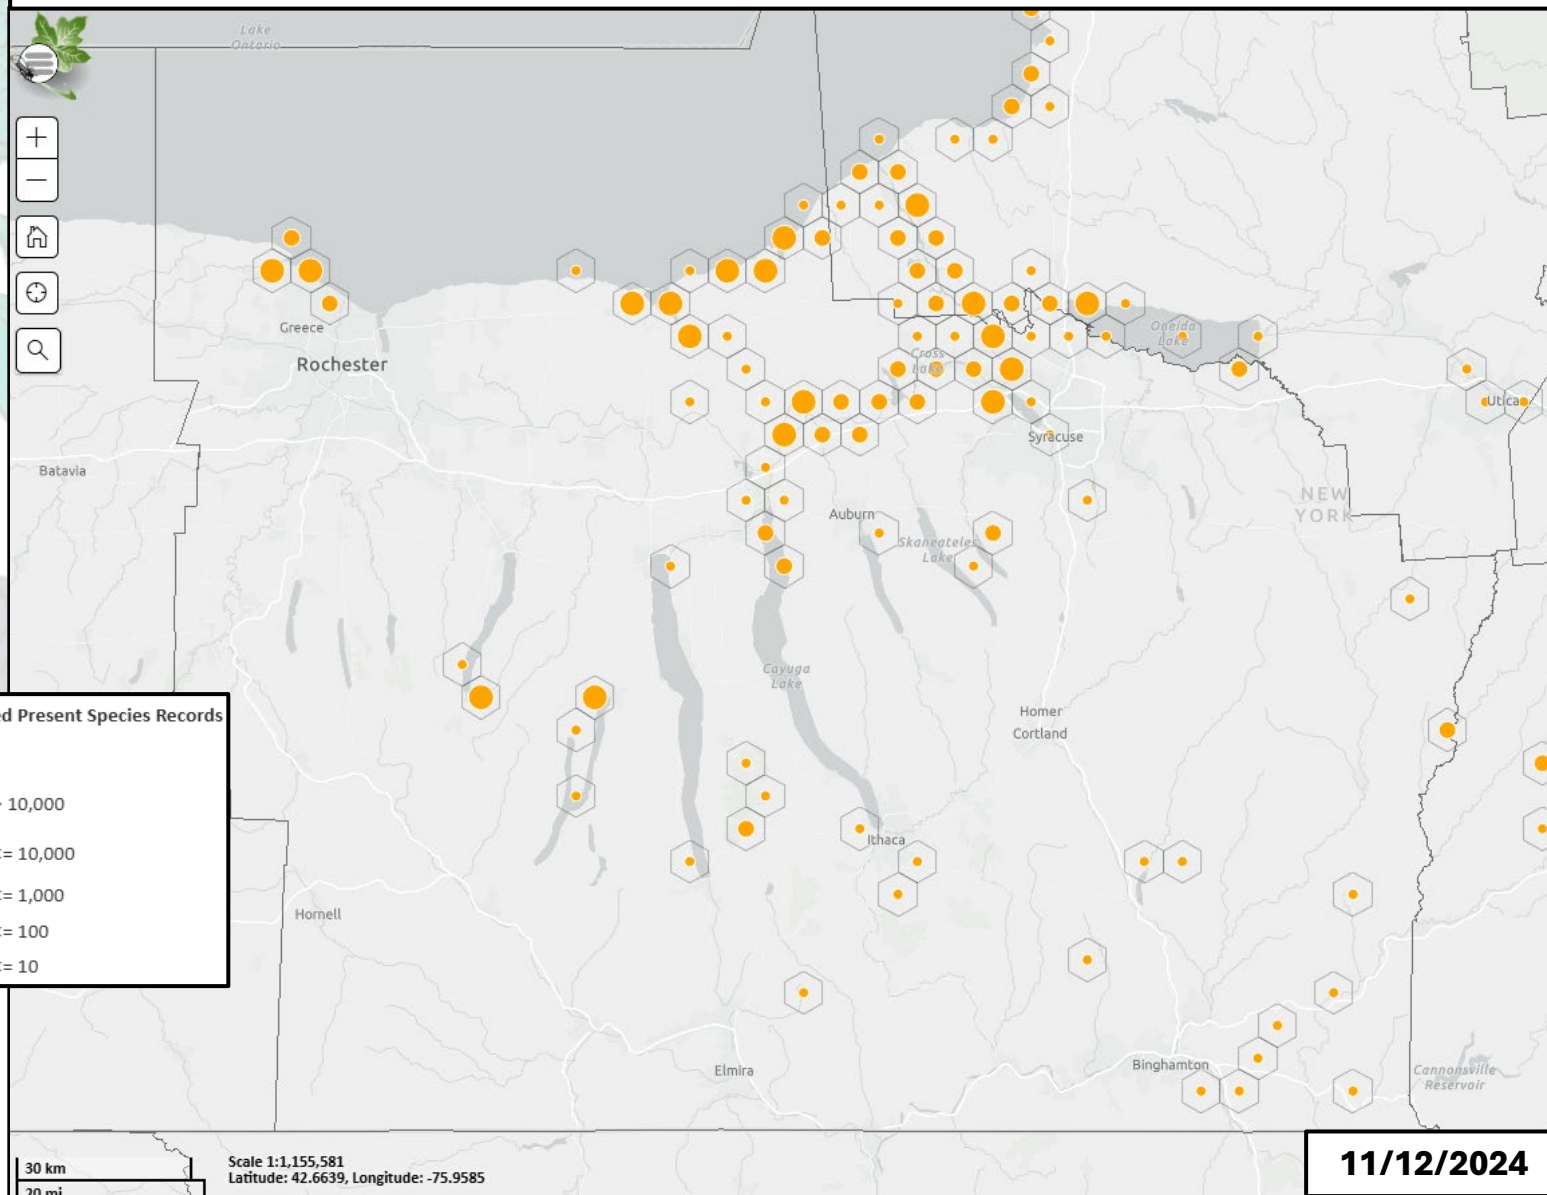 Lake
Ontario
Greece
Rochester
Cross
Lake
Oneida
Lake
Utica
Syracuse
Batavia
NEW
YORK
Auburn
Skaneateles
Lake
Cayuga
Lake
ed Present Species Records
10,000
= 10,000
= 1,000
= 100
= 10
Homer
Cortland
Ithaca
Hornell
Elmira
Binghamton
Cannonsville
Reservoir
30 km
20 mi
Scale 1:1,155,581
Latitude: 42.6639, Longitude: -75.9585
11/12/2024